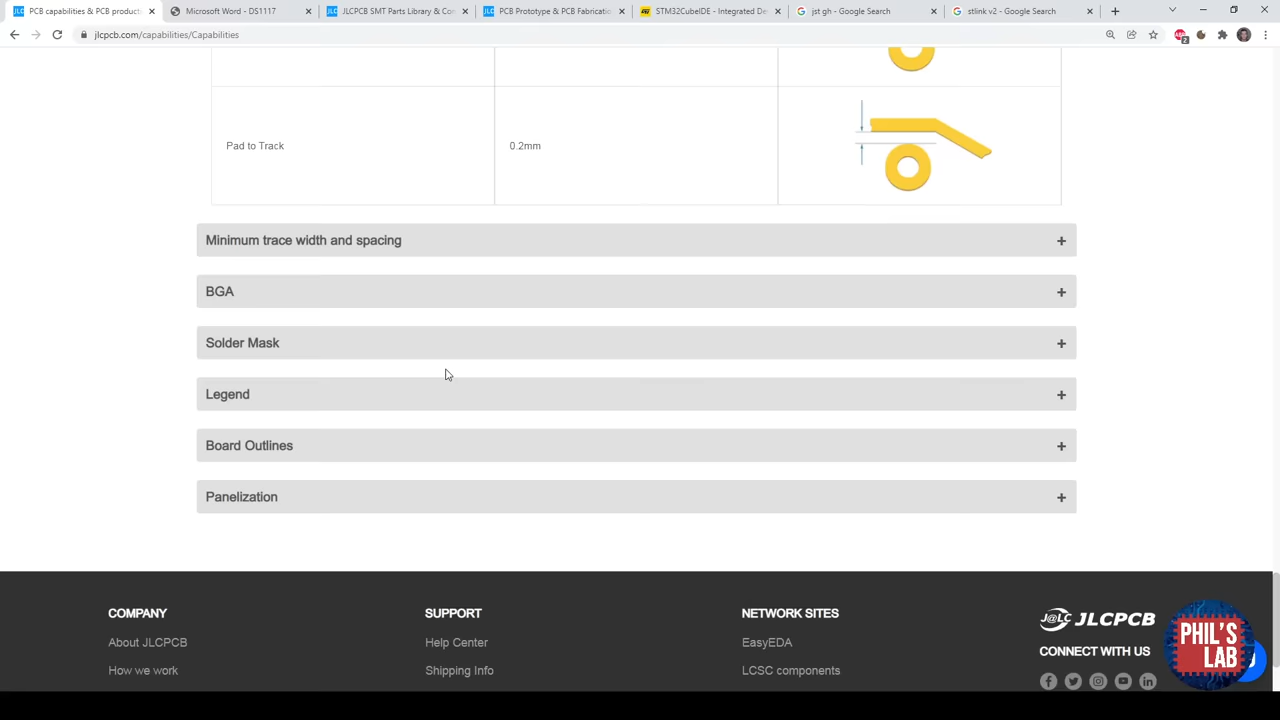 PCB capabilities & PCB product
Microsoft Word - DS1117
JLCPCB SMT Parts Library & Co
PCB Prototype & PCB Fabricatio
STM32CubeIDE - Integrated De
jst gh - Google Search
stlink v2 - Google Search
jlcpcb.com/capabilities/Capabilities
2
Pad to Track
0.2mm
Minimum trace width and spacing
BGA
Solder Mask
Legend
Board Outlines
Panelization
COMPANY
SUPPORT
NETWORK SITES
J@LC JLCPCB
About JLCPCB
Help Center
EasyEDA
CONNECT WITH US
How we work
Shipping Info
LCSC components
PHIL'S
LAB